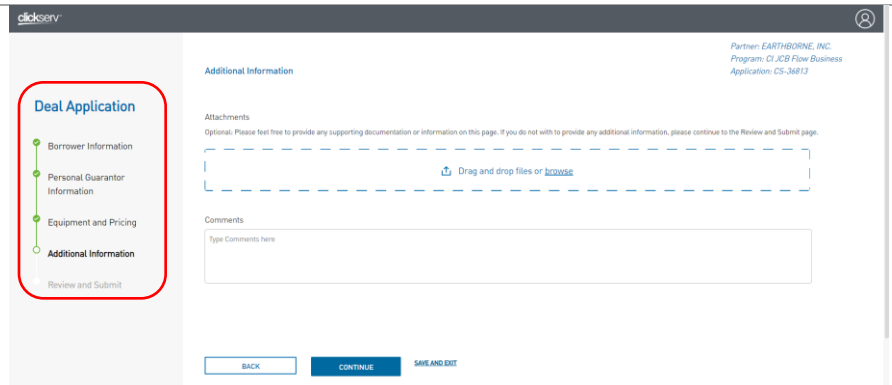 clickserv
Partner: EARTHBORNE, INC.
Program: CI JCB Flow Business
Application: CS-36813
Additional Information
Deal Application
Borrower Information
Personal Guarantor
Information
Equipment and Pricing
Additional Information
Review and Submit
Attachments
Optional: Please feel free to provide any supporting documentation or information on this page. If you do not with to provide any additional information, please continue to the Review and Submit page.
Drag and drop files or browse
Comments
Type Comments here
BACK
CONTINUE
SAVE AND EXIT